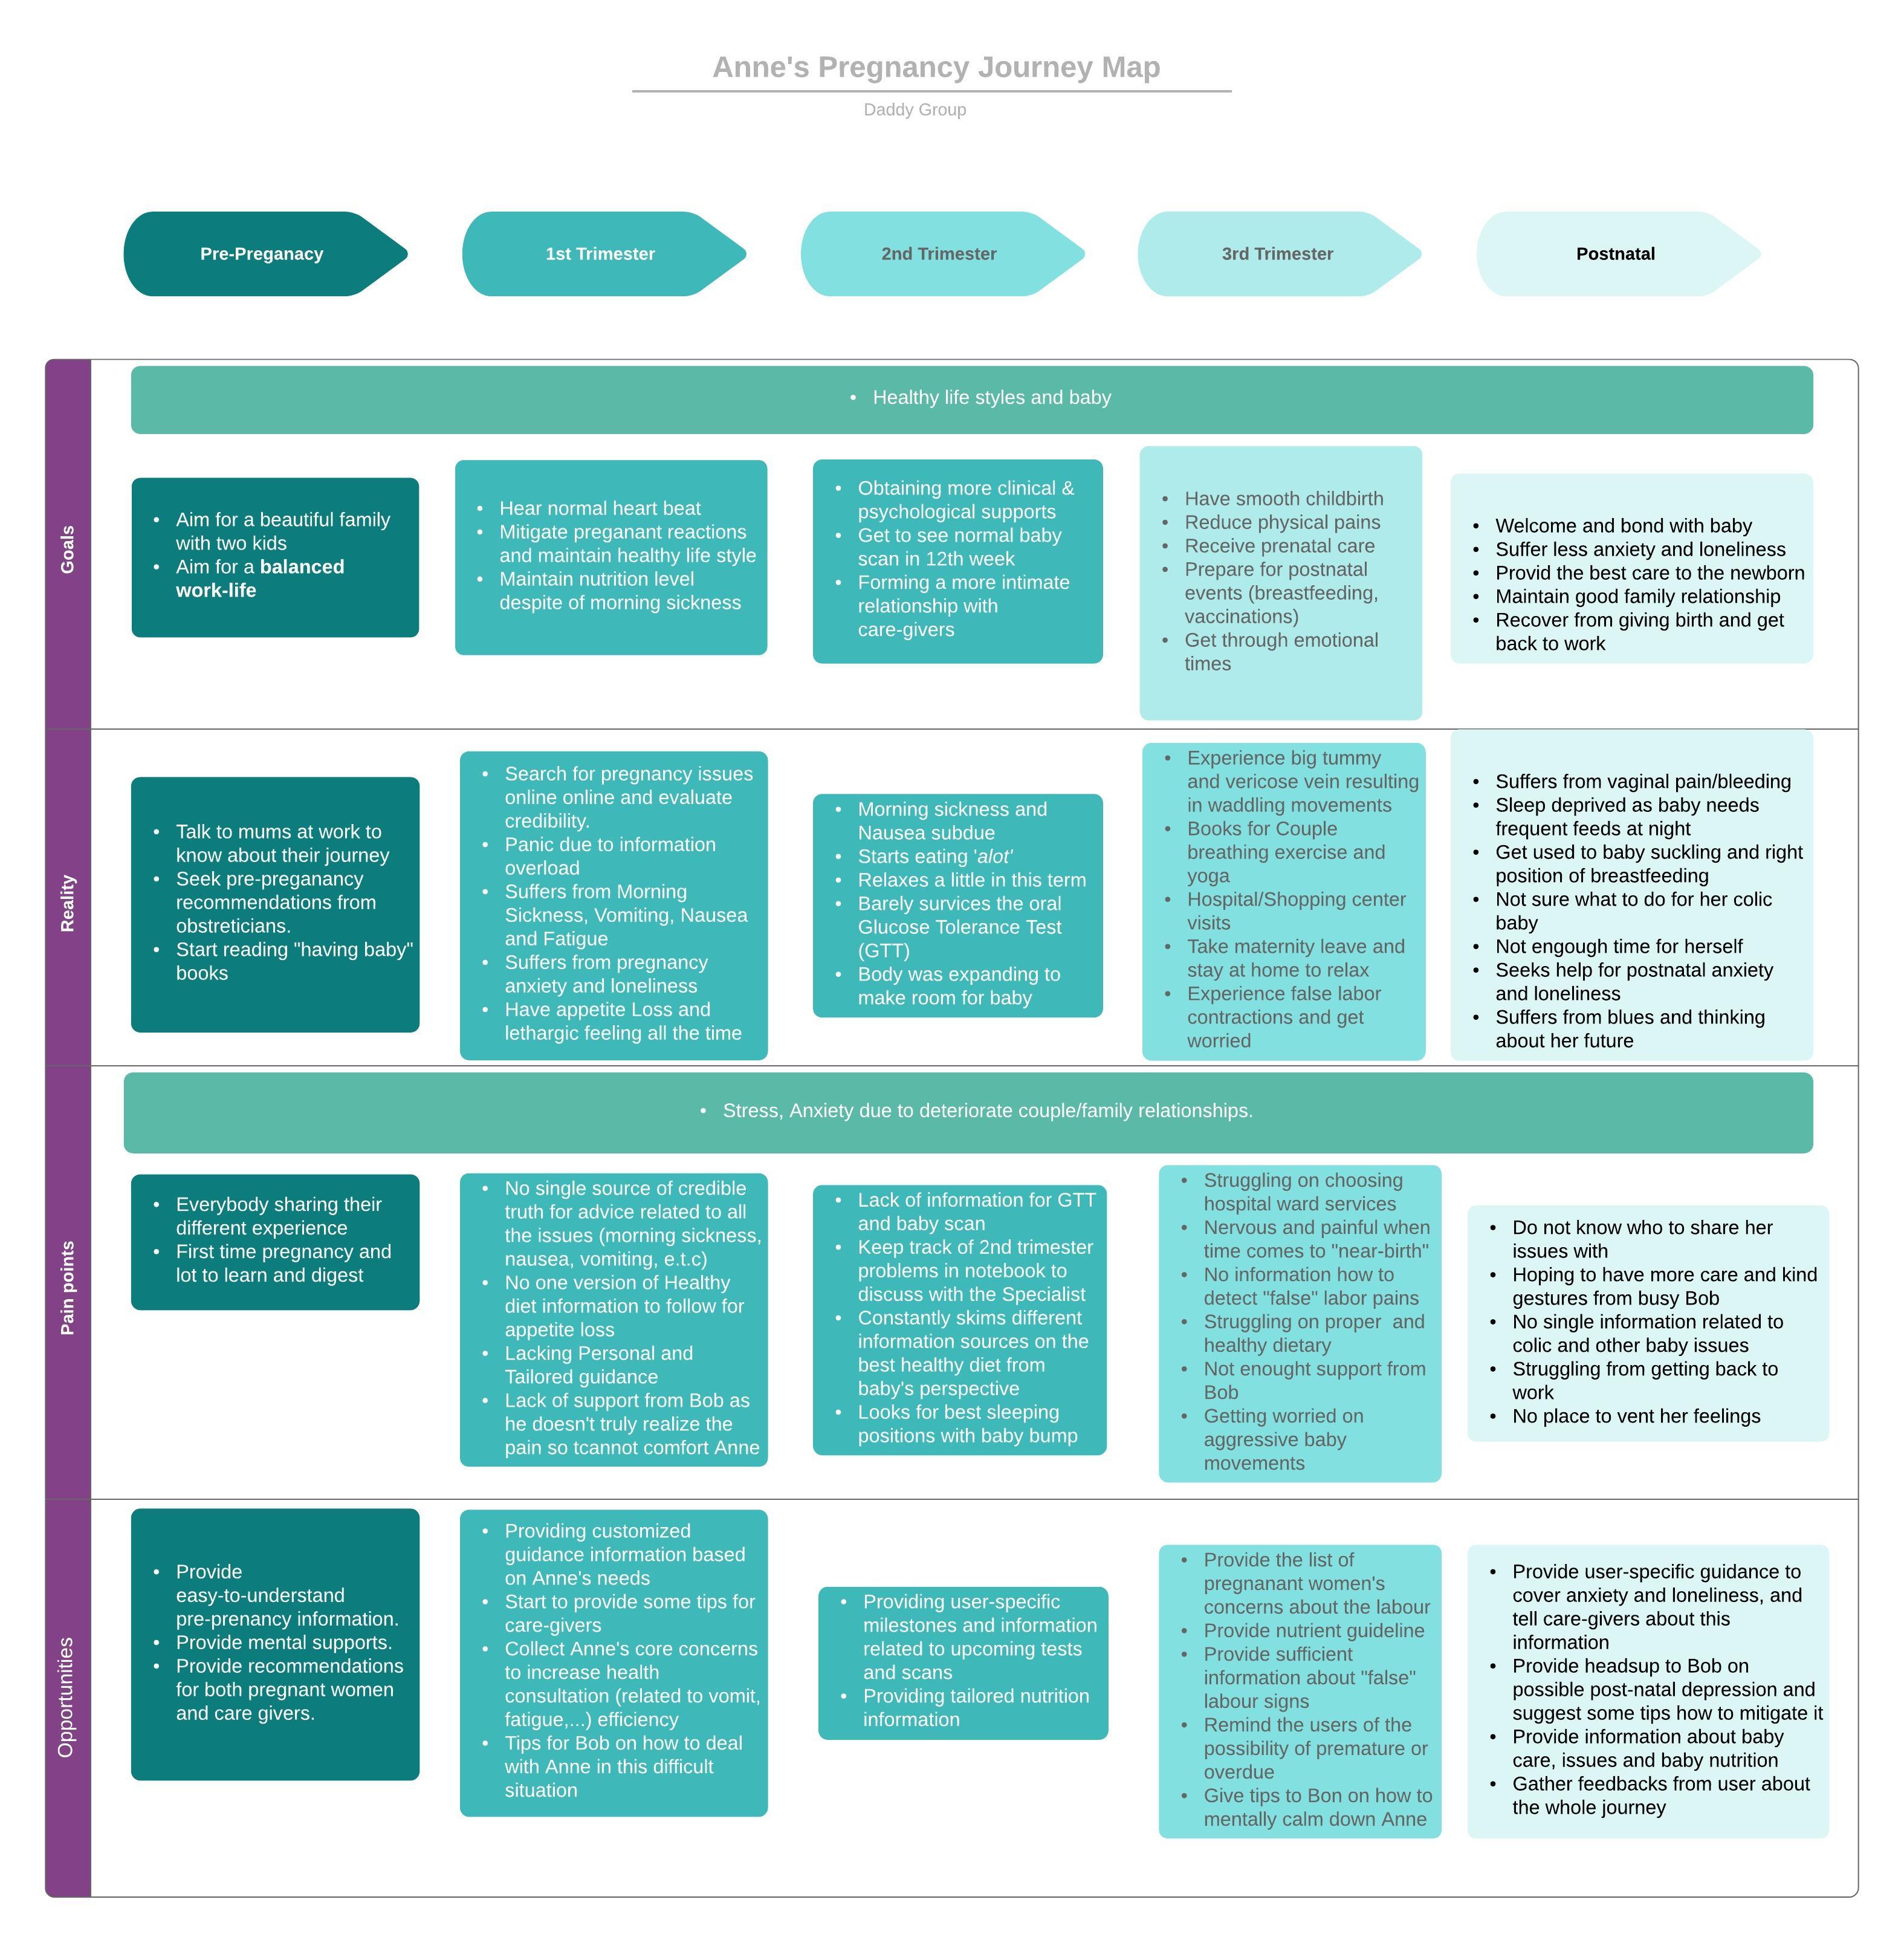 Anne's Pregnancy Journey Map
Daddy Group
Pre-Preganacy
1st Trimester
2nd Trimester
3rd Trimester
Postnatal
Goals
• Healthy life styles and baby
• Aim for a beautiful family
with two kids
• Aim for a balanced
work-life
• Hear normal heart beat
• Mitigate preganant reactions
and maintain healthy life style
• Maintain nutrition level
despite of morning sickness
• Obtaining more clinical &
psychological supports
• Get to see normal baby
scan in 12th week
• Forming a more intimate
relationship with
care-givers
• Have smooth childbirth
• Reduce physical pains
• Receive prenatal care
• Prepare for postnatal
events (breastfeeding,
vaccinations)
• Get through emotional
times
• Welcome and bond with baby
• Suffer less anxiety and loneliness
• Provid the best care to the newborn
• Maintain good family relationship
• Recover from giving birth and get
back to work
Reality
• Talk to mums at work to
know about their journey
• Seek pre-preganancy
recommendations from
obstreticians.
• Start reading "having baby"
books
• Search for pregnancy issues
online online and evaluate
credibility.
• Panic due to information
overload
• Suffers from Morning
Sickness, Vomiting, Nausea
and Fatigue
• Suffers from pregnancy
anxiety and loneliness
• Have appetite Loss and
lethargic feeling all the time
• Morning sickness and
Nausea subdue
• Starts eating 'alot'
• Relaxes a little in this term
• Barely survices the oral
Glucose Tolerance Test
(GTT)
• Body was expanding to
make room for baby
• Experience big tummy
and vericose vein resulting
in waddling movements
• Books for Couple
breathing exercise and
yoga
• Hospital/Shopping center
visits
• Take maternity leave and
stay at home to relax
• Experience false labor
contractions and get
worried
• Suffers from vaginal pain/bleeding
• Sleep deprived as baby needs
frequent feeds at night
• Get used to baby suckling and right
position of breastfeeding
• Not sure what to do for her colic
baby
• Not engough time for herself
• Seeks help for postnatal anxiety
and loneliness
• Suffers from blues and thinking
about her future
Pain points
• Stress, Anxiety due to deteriorate couple/family relationships.
• Everybody sharing their
different experience
• First time pregnancy and
lot to learn and digest
• No single source of credible
truth for advice related to all
the issues (morning sickness,
nausea, vomiting, e.t.c)
• No one version of Healthy
diet information to follow for
appetite loss
• Lacking Personal and
Tailored guidance
• Lack of support from Bob as
he doesn't truly realize the
pain so tcannot comfort Anne
• Lack of information for GTT
and baby scan
• Keep track of 2nd trimester
problems in notebook to
discuss with the Specialist
• Constantly skims different
information sources on the
best healthy diet from
baby's perspective
• Looks for best sleeping
positions with baby bump
• Struggling on choosing
hospital ward services
• Nervous and painful when
time comes to "near-birth"
• No information how to
detect "false" labor pains
• Struggling on proper  and
healthy dietary
• Not enought support from
Bob
• Getting worried on
aggressive baby
movements
• Do not know who to share her
issues with
• Hoping to have more care and kind
gestures from busy Bob
• No single information related to
colic and other baby issues
• Struggling from getting back to
work
• No place to vent her feelings
Opportunities
• Provide
easy-to-understand
pre-prenancy information.
• Provide mental supports.
• Provide recommendations
for both pregnant women
and care givers.
• Providing customized
guidance information based
on Anne's needs
• Start to provide some tips for
care-givers
• Collect Anne's core concerns
to increase health
consultation (related to vomit,
fatigue,...) efficiency
• Tips for Bob on how to deal
with Anne in this difficult
situation
• Providing user-specific
milestones and information
related to upcoming tests
and scans
• Providing tailored nutrition
information
• Provide the list of
pregnanant women's
concerns about the labour
• Provide nutrient guideline
• Provide sufficient
information about "false"
labour signs
• Remind the users of the
possibility of premature or
overdue
• Give tips to Bon on how to
mentally calm down Anne
• Provide user-specific guidance to
cover anxiety and loneliness, and
tell care-givers about this
information
• Provide headsup to Bob on
possible post-natal depression and
suggest some tips how to mitigate it
• Provide information about baby
care, issues and baby nutrition
• Gather feedbacks from user about
the whole journey